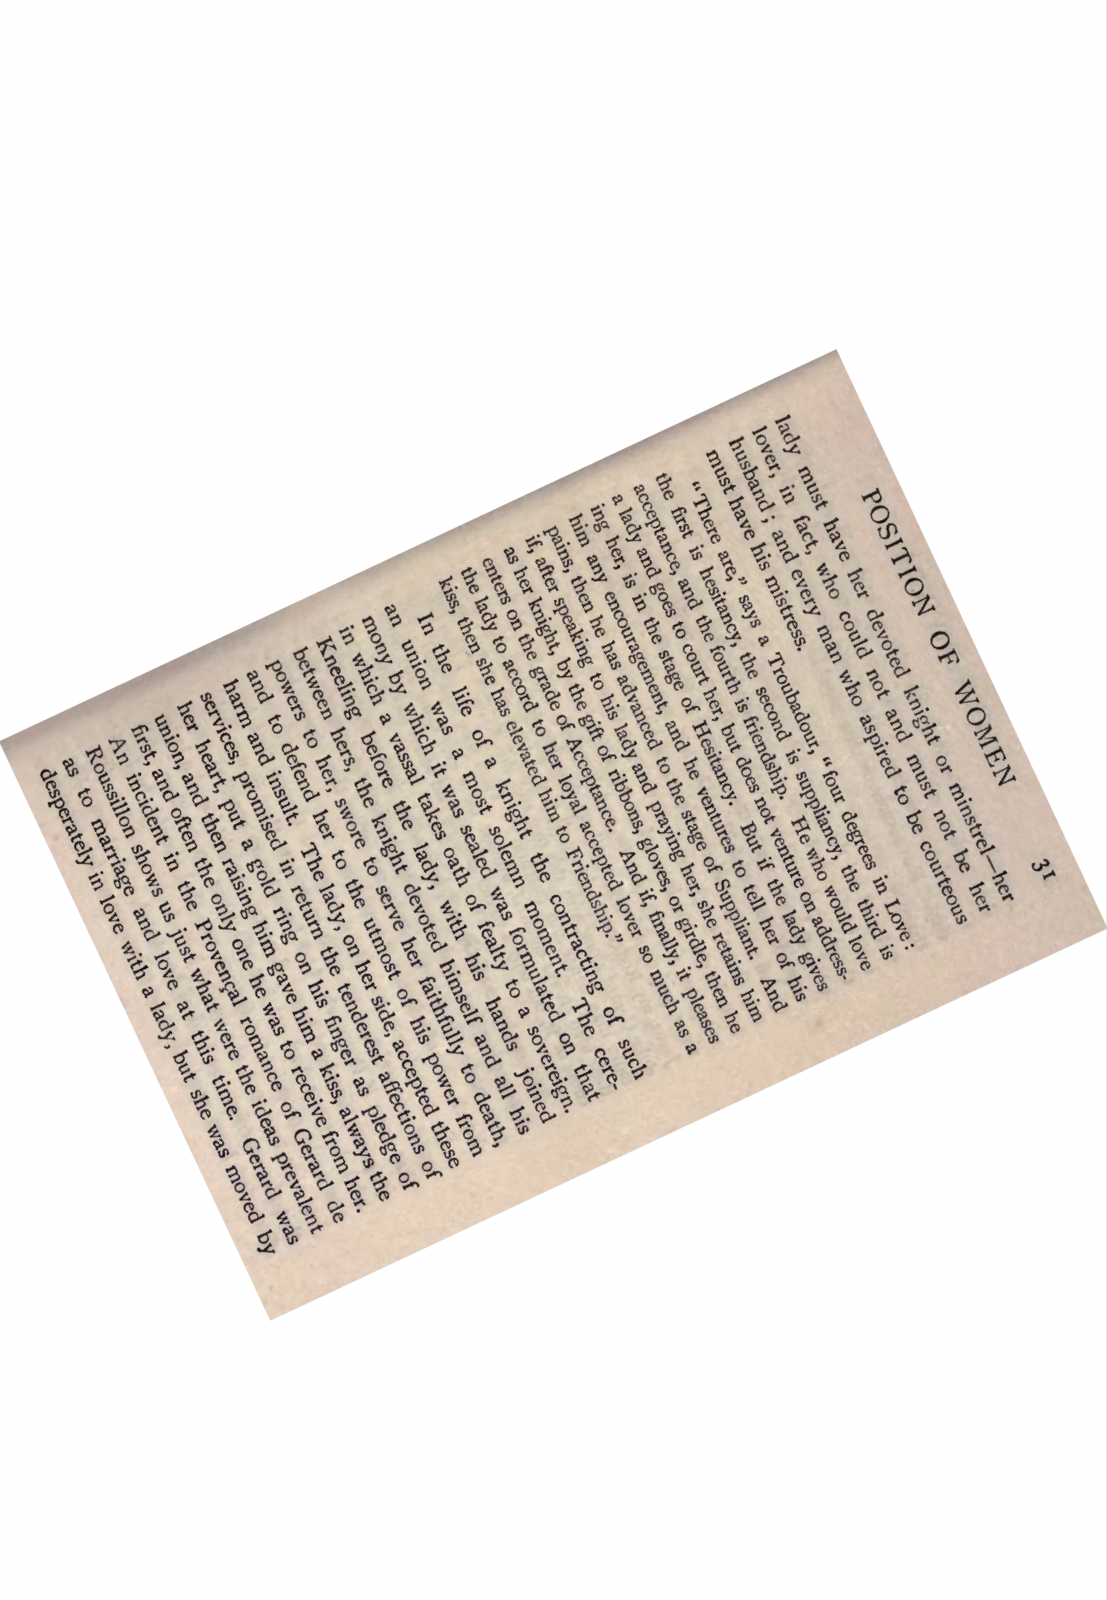 POSITION OF WOMEN 31
lady must have her devoted knight or minstrel—her
lover, in fact, who could not and must not be her
husband; and every man who aspired to be courteous
must have his mistress.
“There are,” says a Troubadour, “four degrees in Love:
the first is hesitancy, the second is suppliancy, the third is
acceptance, and the fourth is friendship. He who would love
a lady and goes to court her, but does not venture on address-
ing her, is in the stage of Hesitancy. But if the lady gives
him any encouragement, and he ventures to tell her of his
pains, then he has advanced to the stage of Suppliant. And
if, after speaking to his lady and praying her, she retains him
as her knight, by the gift of ribbons, gloves, or girdle, then he
enters on the grade of Acceptance. And if, finally, it pleases
the lady to accord to her loyal accepted lover so much as a
kiss, then she has elevated him to Friendship.”
In the life of a knight the contracting of such
an union was a most solemn moment. The cere-
mony by which it was sealed was formulated on that
in which a vassal takes oath of fealty to a sovereign.
Kneeling before the lady, with his hands joined
between hers, the knight devoted himself and all his
powers to her, swore to serve her faithfully to death,
and to defend her to the utmost of his power from
harm and insult. The lady, on her side, accepted these
services, promised in return the tenderest affections of
her heart, put a gold ring on his finger as pledge of
union, and then raising him gave him a kiss, always the
first, and often the only one he was to receive from her.
An incident in the Provençal romance of Gerard de
Roussillon shows us just what were the ideas prevalent
as to marriage and love at this time. Gerard was
desperately in love with a lady, but she was moved by